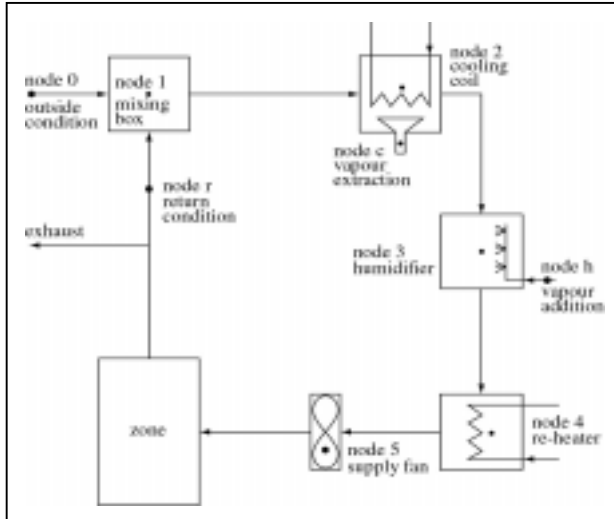 node 0
outside
condition
node 1
mixing
box
node 2
cooling
coil
node c
vapour
extraction
node r
return
condition
exhaust
node 3
humidifier
node h
vapour
addition
zone
node 5
supply fan
node 4
re-heater